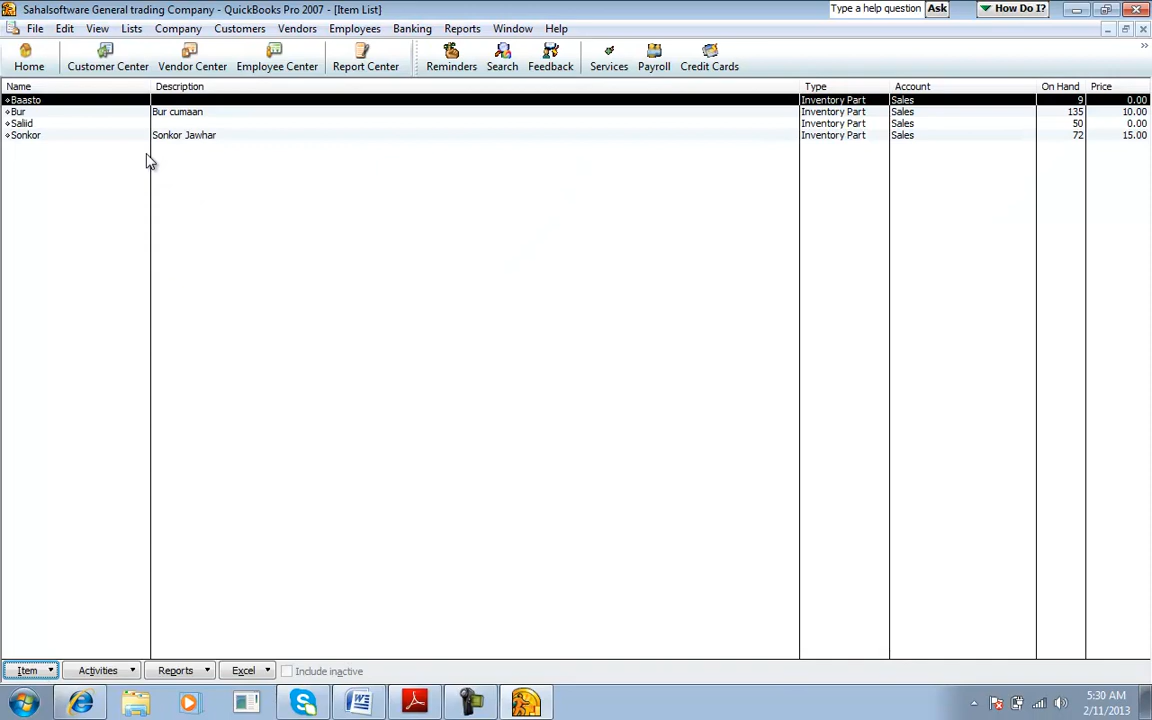 Sahalsoftware General trading Company - QuickBooks Pro 2007 - [Item List]
Type a help question Ask How Do I?
File Edit View Lists Company Customers Vendors Employees Banking Reports Window Help
Home Customer Center Vendor Center Employee Center Report Center Reminders Search Feedback Services Payroll Credit Cards
Name Description Type Account On Hand Price
Baasto Inventory Part Sales 9 0.00
Bur Bur cumaan Inventory Part Sales 135 10.00
Saliid Inventory Part Sales 50 0.00
Sonkor Sonkor Jawhar Inventory Part Sales 72 15.00
Item Activities Reports Excel Include inactive
5:30 AM
2/11/2013